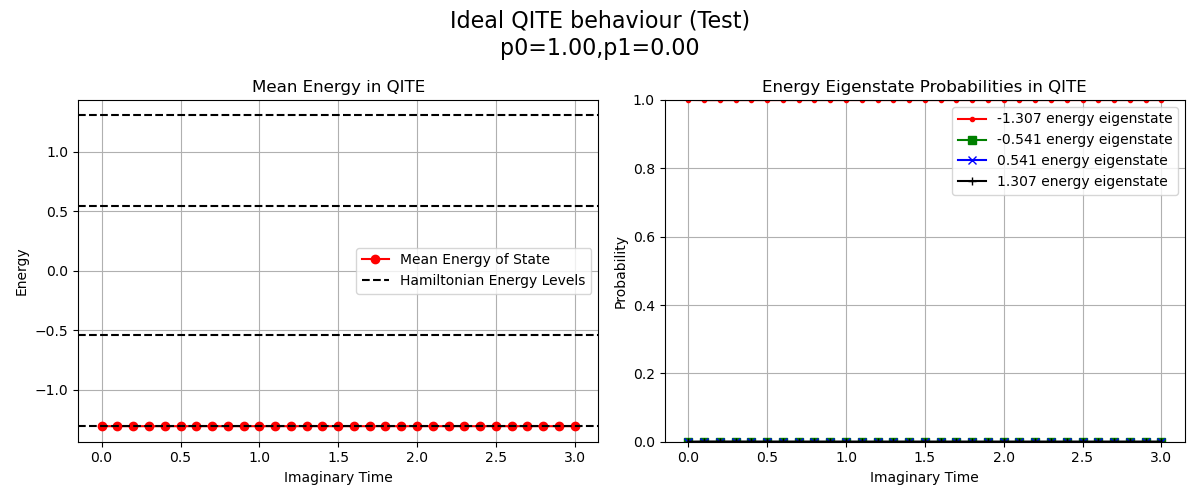 Ideal QITE behaviour (Test)
p0=1.00,p1=0.00
Mean Energy in QITE
Energy
1.0
0.5
0.0
−0.5
−1.0
Mean Energy of State
Hamiltonian Energy Levels
0.0 0.5 1.0 1.5 2.0 2.5 3.0
Imaginary Time
Energy Eigenstate Probabilities in QITE
Probability
1.0
0.8
0.6
0.4
0.2
0.0
-1.307 energy eigenstate
-0.541 energy eigenstate
0.541 energy eigenstate
1.307 energy eigenstate
0.0 0.5 1.0 1.5 2.0 2.5 3.0
Imaginary Time